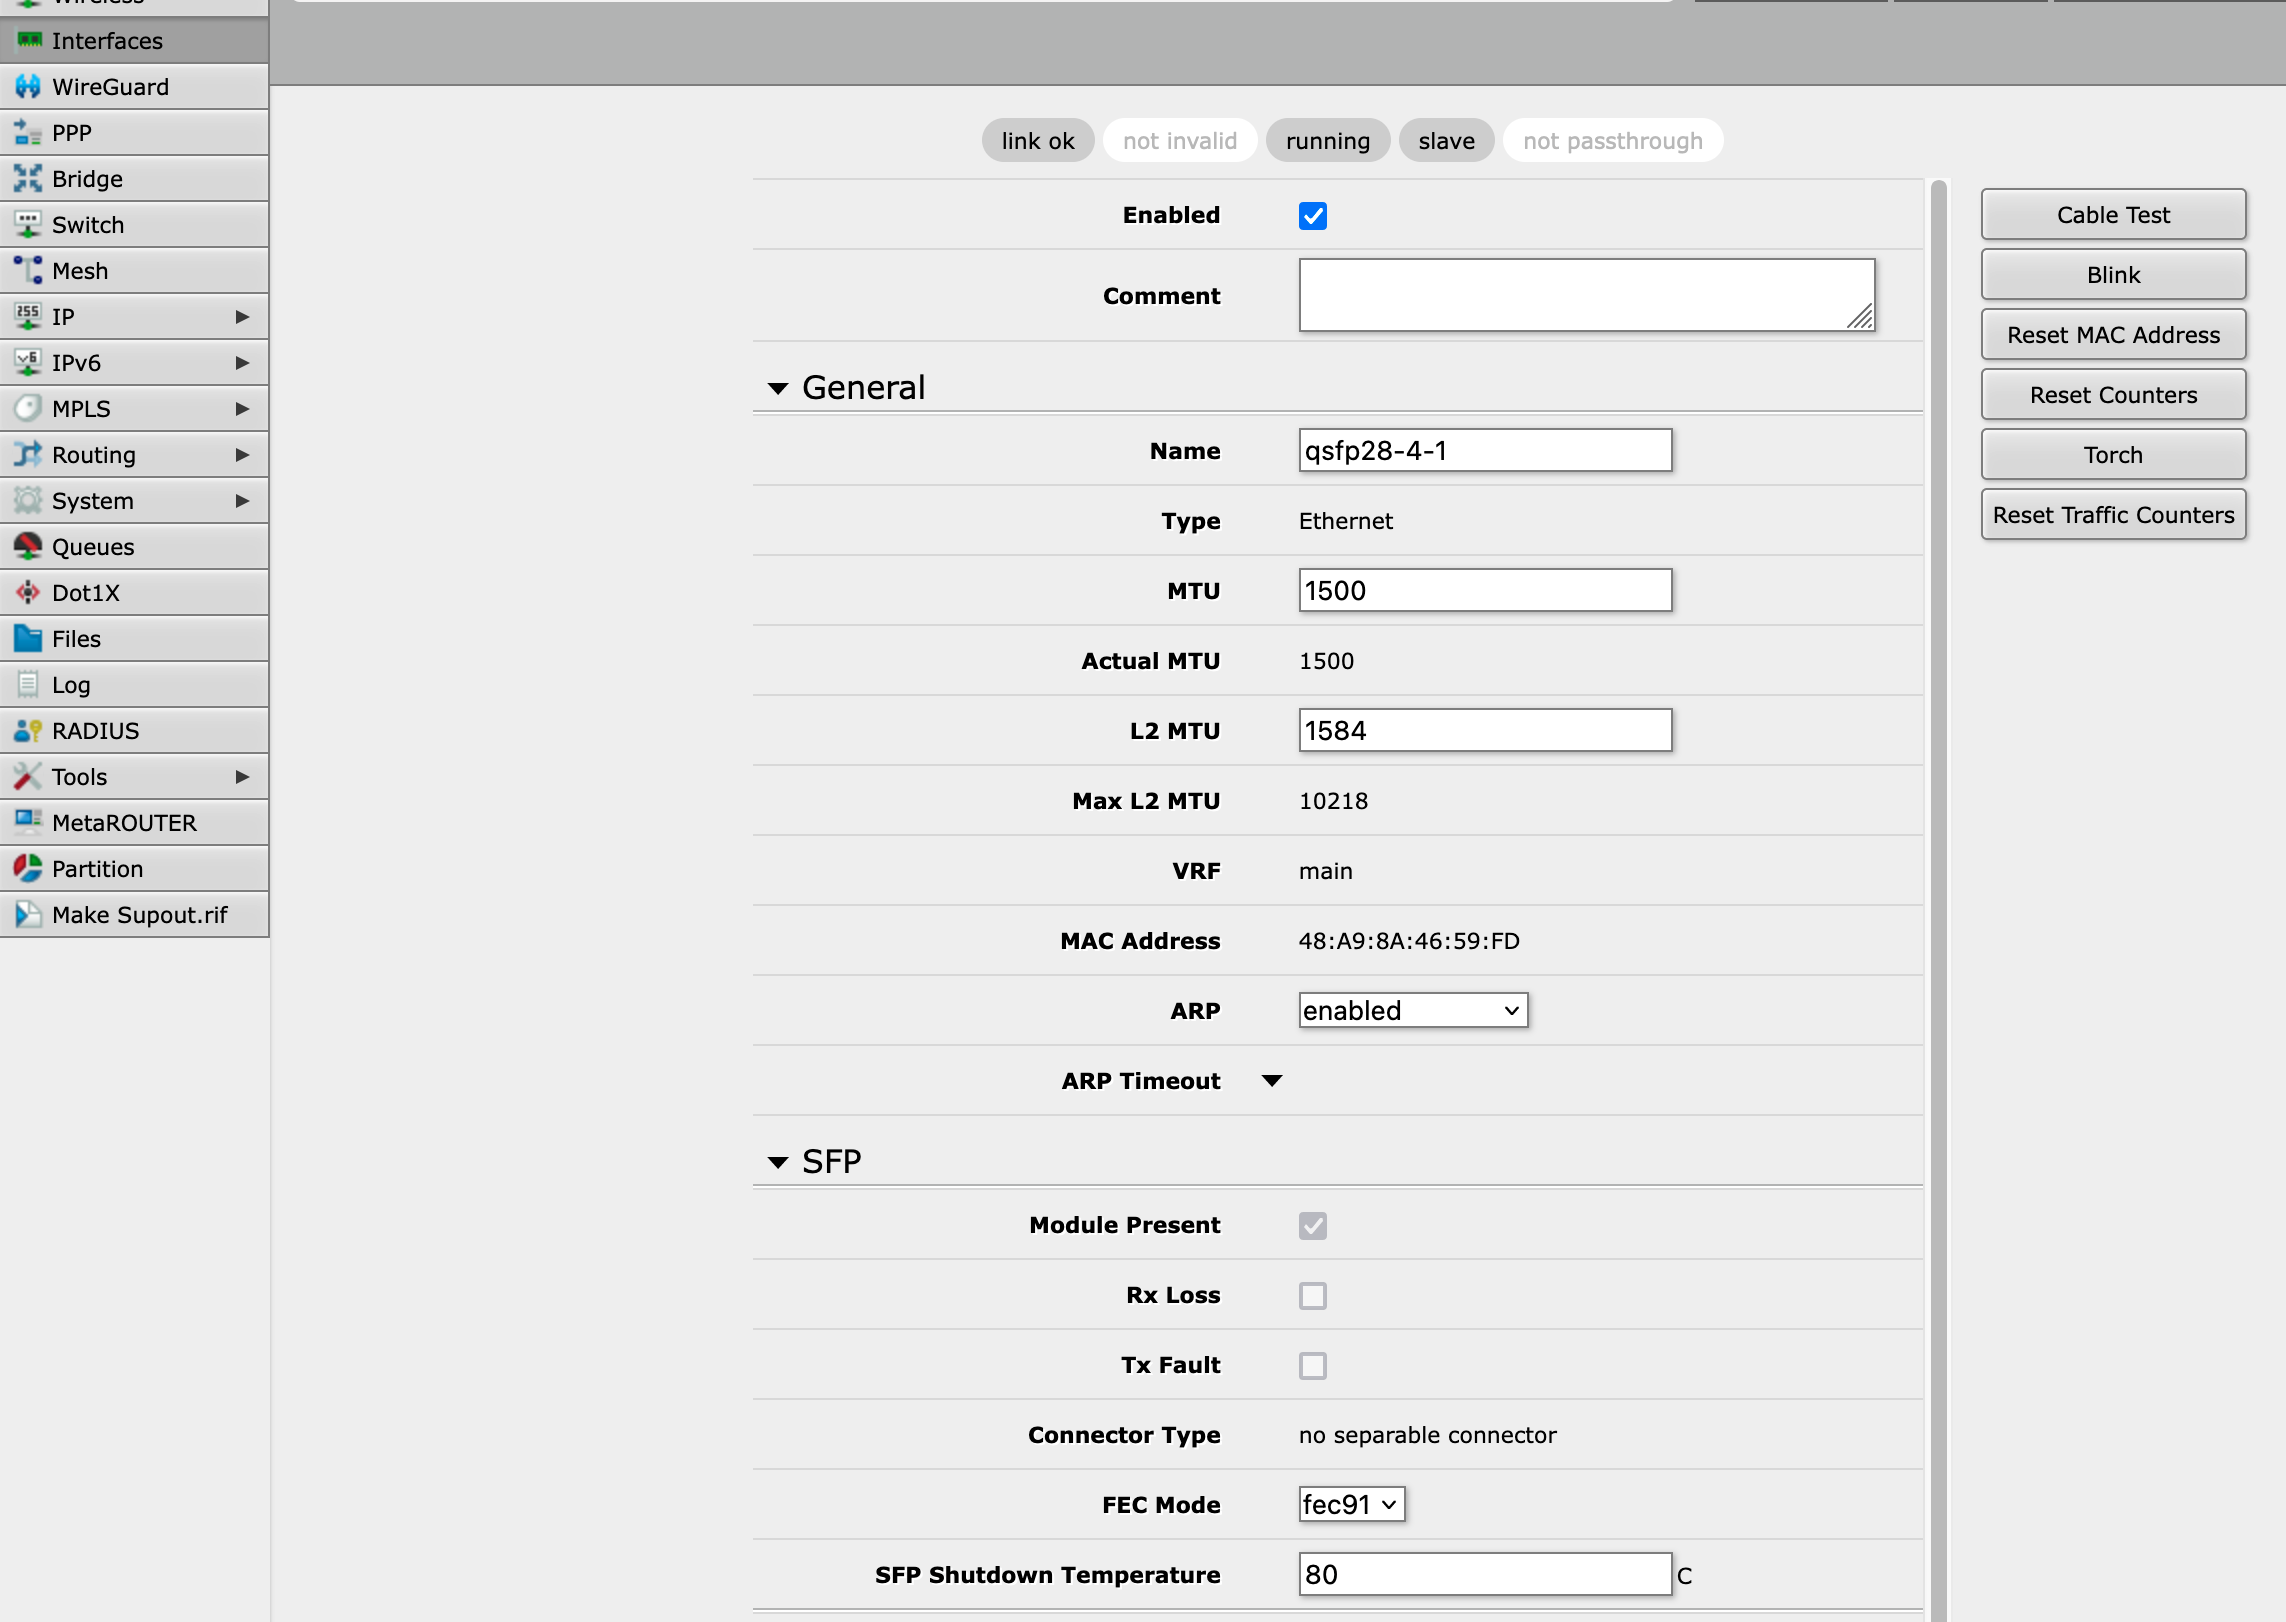 Wireless
Interfaces
WireGuard
PPP
Bridge
Switch
Mesh
IP
IPv6
MPLS
Routing
System
Queues
Dot1X
Files
Log
RADIUS
Tools
MetaROUTER
Partition
Make Supout.rif
link ok not invalid running slave not passthrough
Enabled
Comment
General
Name qsfp28-4-1
Type Ethernet
MTU 1500
Actual MTU 1500
L2 MTU 1584
Max L2 MTU 10218
VRF main
MAC Address 48:A9:8A:46:59:FD
ARP enabled
ARP Timeout
SFP
Module Present
Rx Loss
Tx Fault
Connector Type no separable connector
FEC Mode fec91
SFP Shutdown Temperature 80 C
Cable Test
Blink
Reset MAC Address
Reset Counters
Torch
Reset Traffic Counters